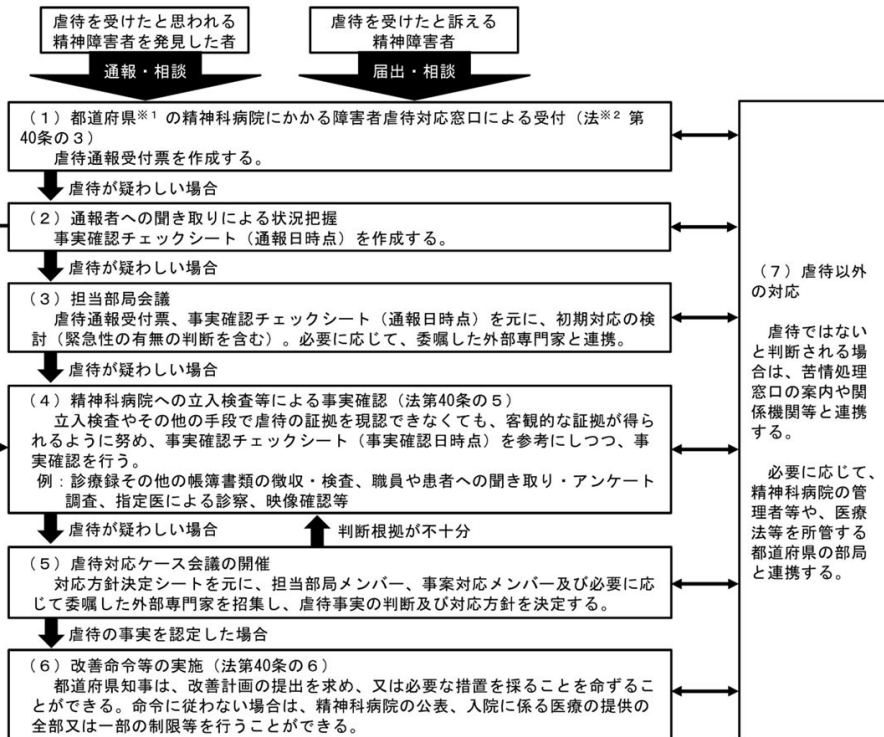 虐待を受けたと思われる
精神障害者を発見した者
虐待を受けたと訴える
精神障害者
通報・相談
届出・相談
（1）都道府県※1 の精神科病院にかかる障害者虐待対応窓口による受付（法※2 第
40条の3）
虐待通報受付票を作成する。
虐待が疑わしい場合
（2）通報者への聞き取りによる状況把握
事実確認チェックシート（通報日時点）を作成する。
虐待が疑わしい場合
（3）担当部局会議
虐待通報受付票、事実確認チェックシート（通報日時点）を元に、初期対応の検
討（緊急性の有無の判断を含む）。必要に応じて、委嘱した外部専門家と連携。
虐待が疑わしい場合
（4）精神科病院への立入検査等による事実確認（法第40条の5）
立入検査やその他の手段で虐待の証拠を現認できなくても、客観的な証拠が得ら
れるように努め、事実確認チェックシート（事実確認日時点）を参考にしつつ、事
実確認を行う。
例：診療録その他の帳簿書類の徴収・検査、職員や患者への聞き取り・アンケート
調査、指定医による診察、映像確認等
虐待が疑わしい場合
判断根拠が不十分
（5）虐待対応ケース会議の開催
対応方針決定シートを元に、担当部局メンバー、事案対応メンバー及び必要に応
じて委嘱した外部専門家を招集し、虐待事実の判断及び対応方針を決定する。
虐待の事実を認定した場合
（6）改善命令等の実施（法第40条の6）
都道府県知事は、改善計画の提出を求め、又は必要な措置を採ることを命ずるこ
とができる。命令に従わない場合は、精神科病院の公表、入院に係る医療の提供の
全部又は一部の制限等を行うことができる。
（7）虐待以外
の対応
虐待ではない
と判断される場
合は、苦情処理
窓口の案内や関
係機関等と連携
する。
必要に応じて、
精神科病院の管
理者等や、医療
法等を所管する
都道府県の部局
と連携する。